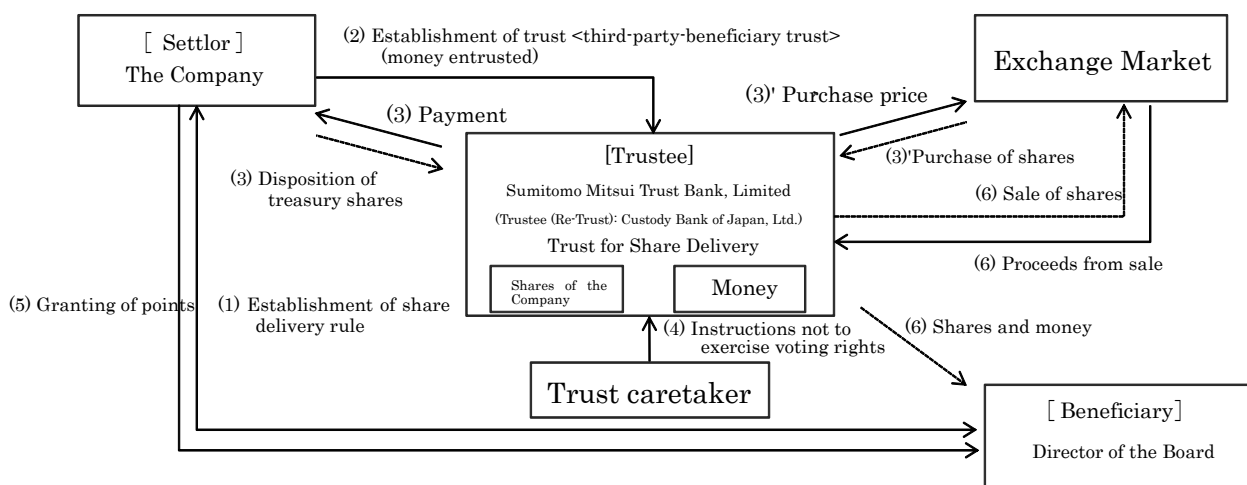 [ Settlor ]
The Company
(2) Establishment of trust <third-party-beneficiary trust>
(money entrusted)
Exchange Market
(3) Payment
(3)' Purchase price
(3) Disposition of
treasury shares
[Trustee]
Sumitomo Mitsui Trust Bank, Limited
(Trustee (Re-Trust): Custody Bank of Japan, Ltd.)
Trust for Share Delivery
Shares of the
Company
Money
(3)'Purchase of shares
(6) Sale of shares
(6) Proceeds from sale
(5) Granting of points
(1) Establishment of share
delivery rule
(4) Instructions not to
exercise voting rights
(6) Shares and money
Trust caretaker
[ Beneficiary]
Director of the Board